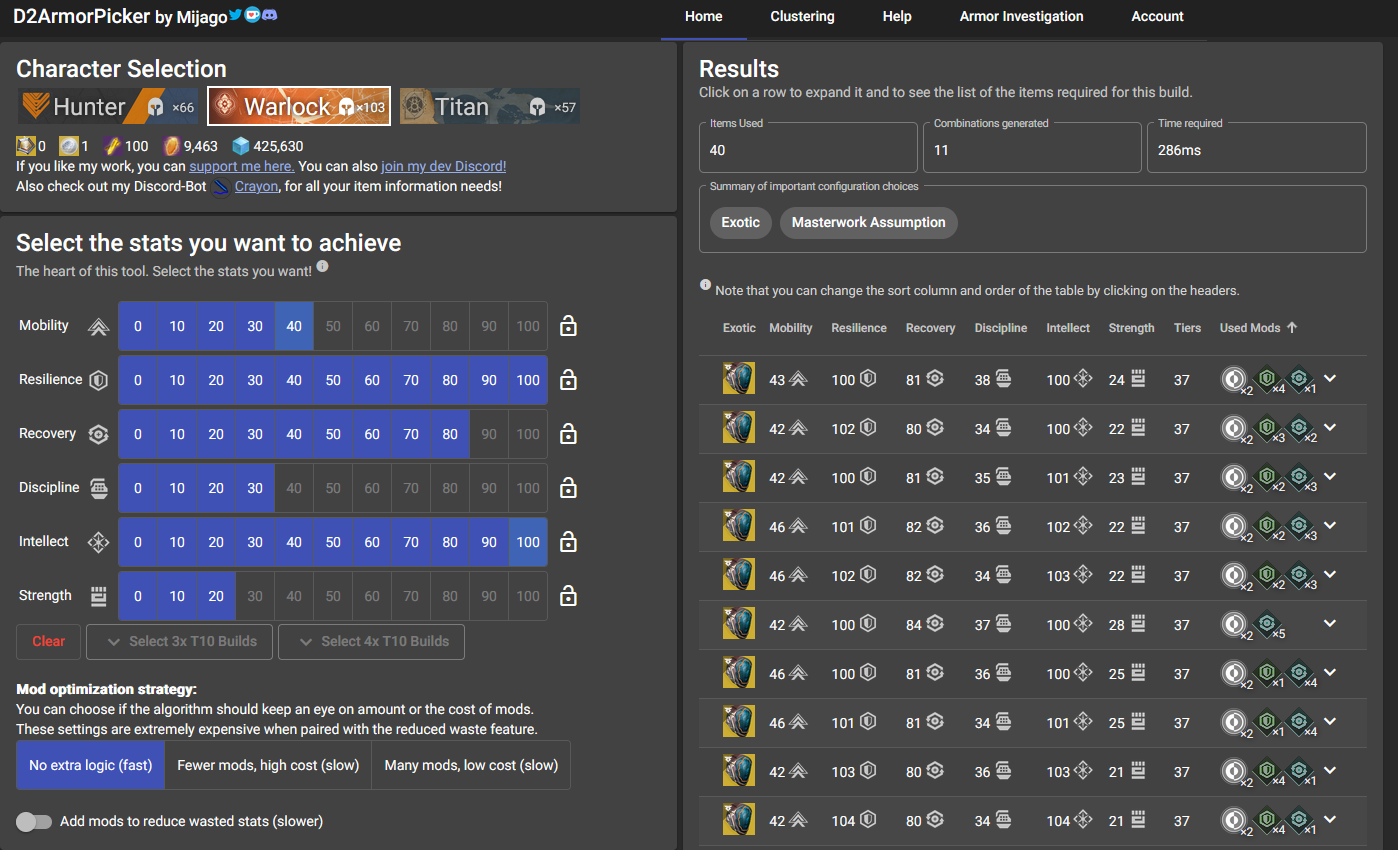 D2ArmorPicker by Mijago
Home Clustering Help Armor Investigation Account
Character Selection
Hunter ×66 Warlock ×103 Titan ×57
0 1 100 9,463 425,630
If you like my work, you can support me here. You can also join my dev Discord!
Also check out my Discord-Bot Crayon, for all your item information needs!
Select the stats you want to achieve
The heart of this tool. Select the stats you want!
Mobility 0 10 20 30 40 50 60 70 80 90 100
Resilience 0 10 20 30 40 50 60 70 80 90 100
Recovery 0 10 20 30 40 50 60 70 80 90 100
Discipline 0 10 20 30 40 50 60 70 80 90 100
Intellect 0 10 20 30 40 50 60 70 80 90 100
Strength 0 10 20 30 40 50 60 70 80 90 100
Clear Select 3x T10 Builds Select 4x T10 Builds
Mod optimization strategy:
You can choose if the algorithm should keep an eye on amount or the cost of mods.
These settings are extremely expensive when paired with the reduced waste feature.
No extra logic (fast) Fewer mods, high cost (slow) Many mods, low cost (slow)
Add mods to reduce wasted stats (slower)
Results
Click on a row to expand it and to see the list of the items required for this build.
Items Used Combinations generated Time required
40 11 286ms
Summary of important configuration choices
Exotic Masterwork Assumption
Note that you can change the sort column and order of the table by clicking on the headers.
Exotic Mobility Resilience Recovery Discipline Intellect Strength Tiers Used Mods
43 100 81 38 100 24 37 ×2 ×4 ×1
42 102 80 34 100 22 37 ×2 ×3 ×2
42 100 81 35 101 23 37 ×2 ×2 ×3
46 101 82 36 102 22 37 ×2 ×2 ×3
46 102 82 34 103 22 37 ×2 ×2 ×3
42 100 84 37 100 28 37 ×2 ×5
46 100 81 36 100 25 37 ×2 ×1 ×4
46 101 81 34 101 25 37 ×2 ×1 ×4
42 103 80 36 103 21 37 ×2 ×4 ×1
42 104 80 34 104 21 37 ×2 ×4 ×1